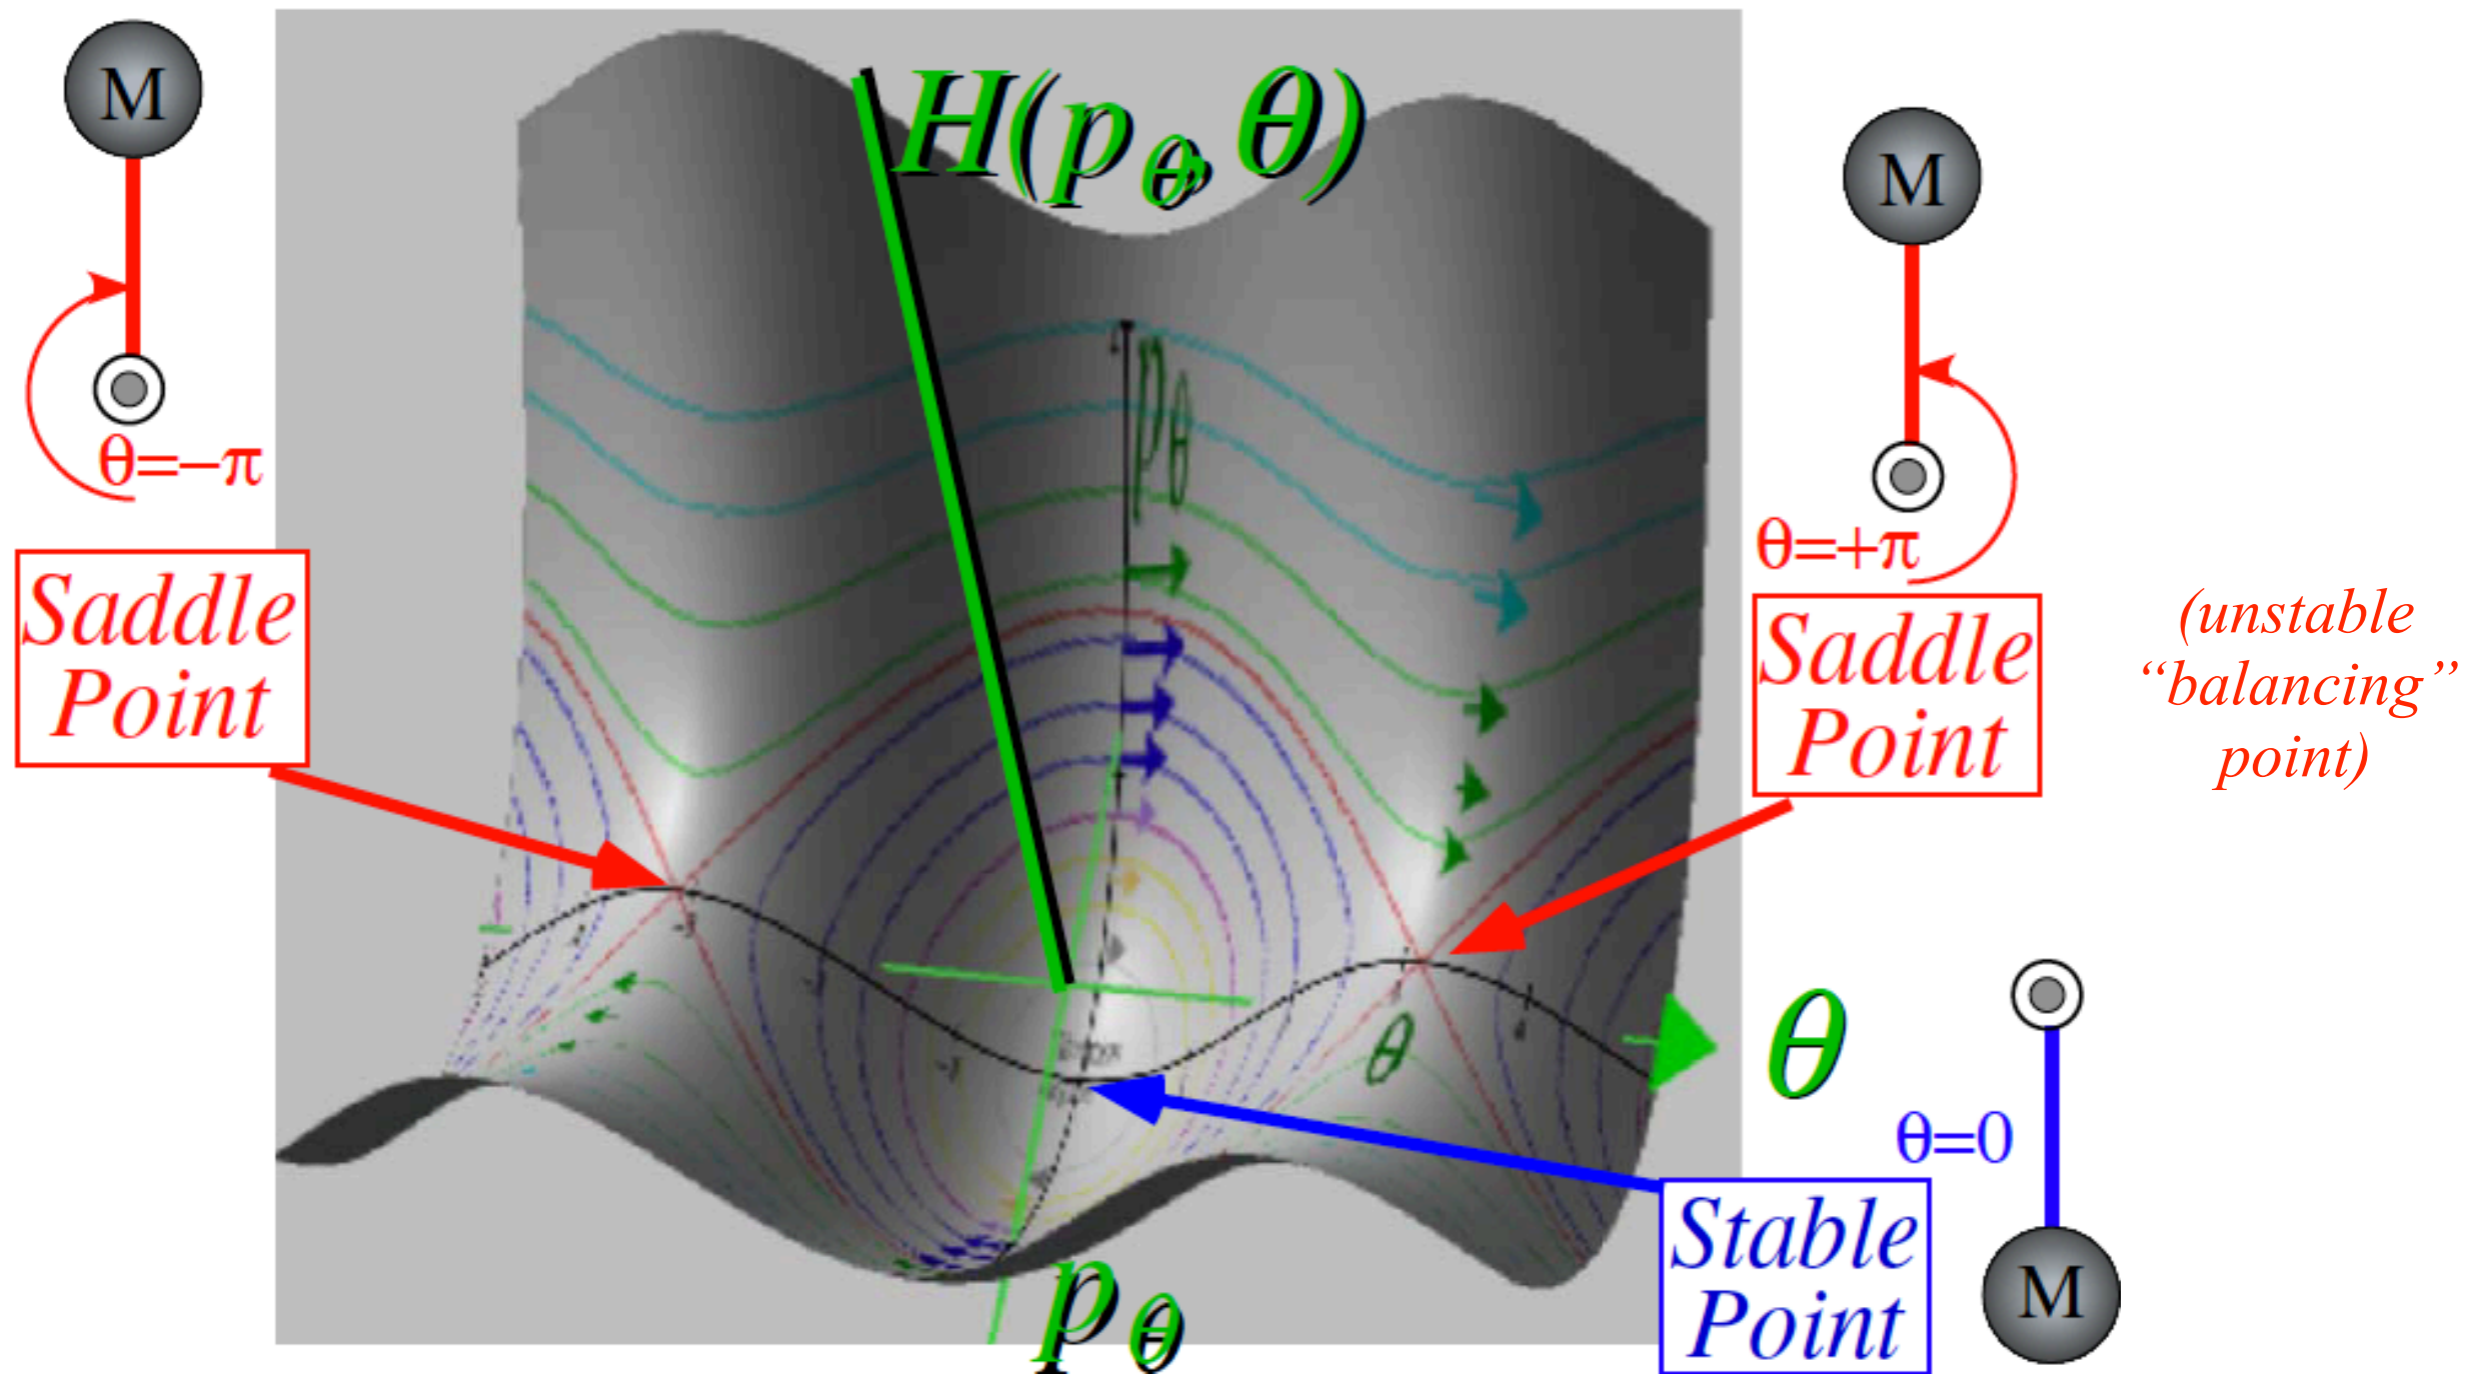 M
H(pθ, θ)
M
pθ
θ=−π
θ=+π
Saddle
Point
Saddle
Point
(unstable
“balancing”
point)
θ
θ
θ=0
Stable
Point
M
pθ